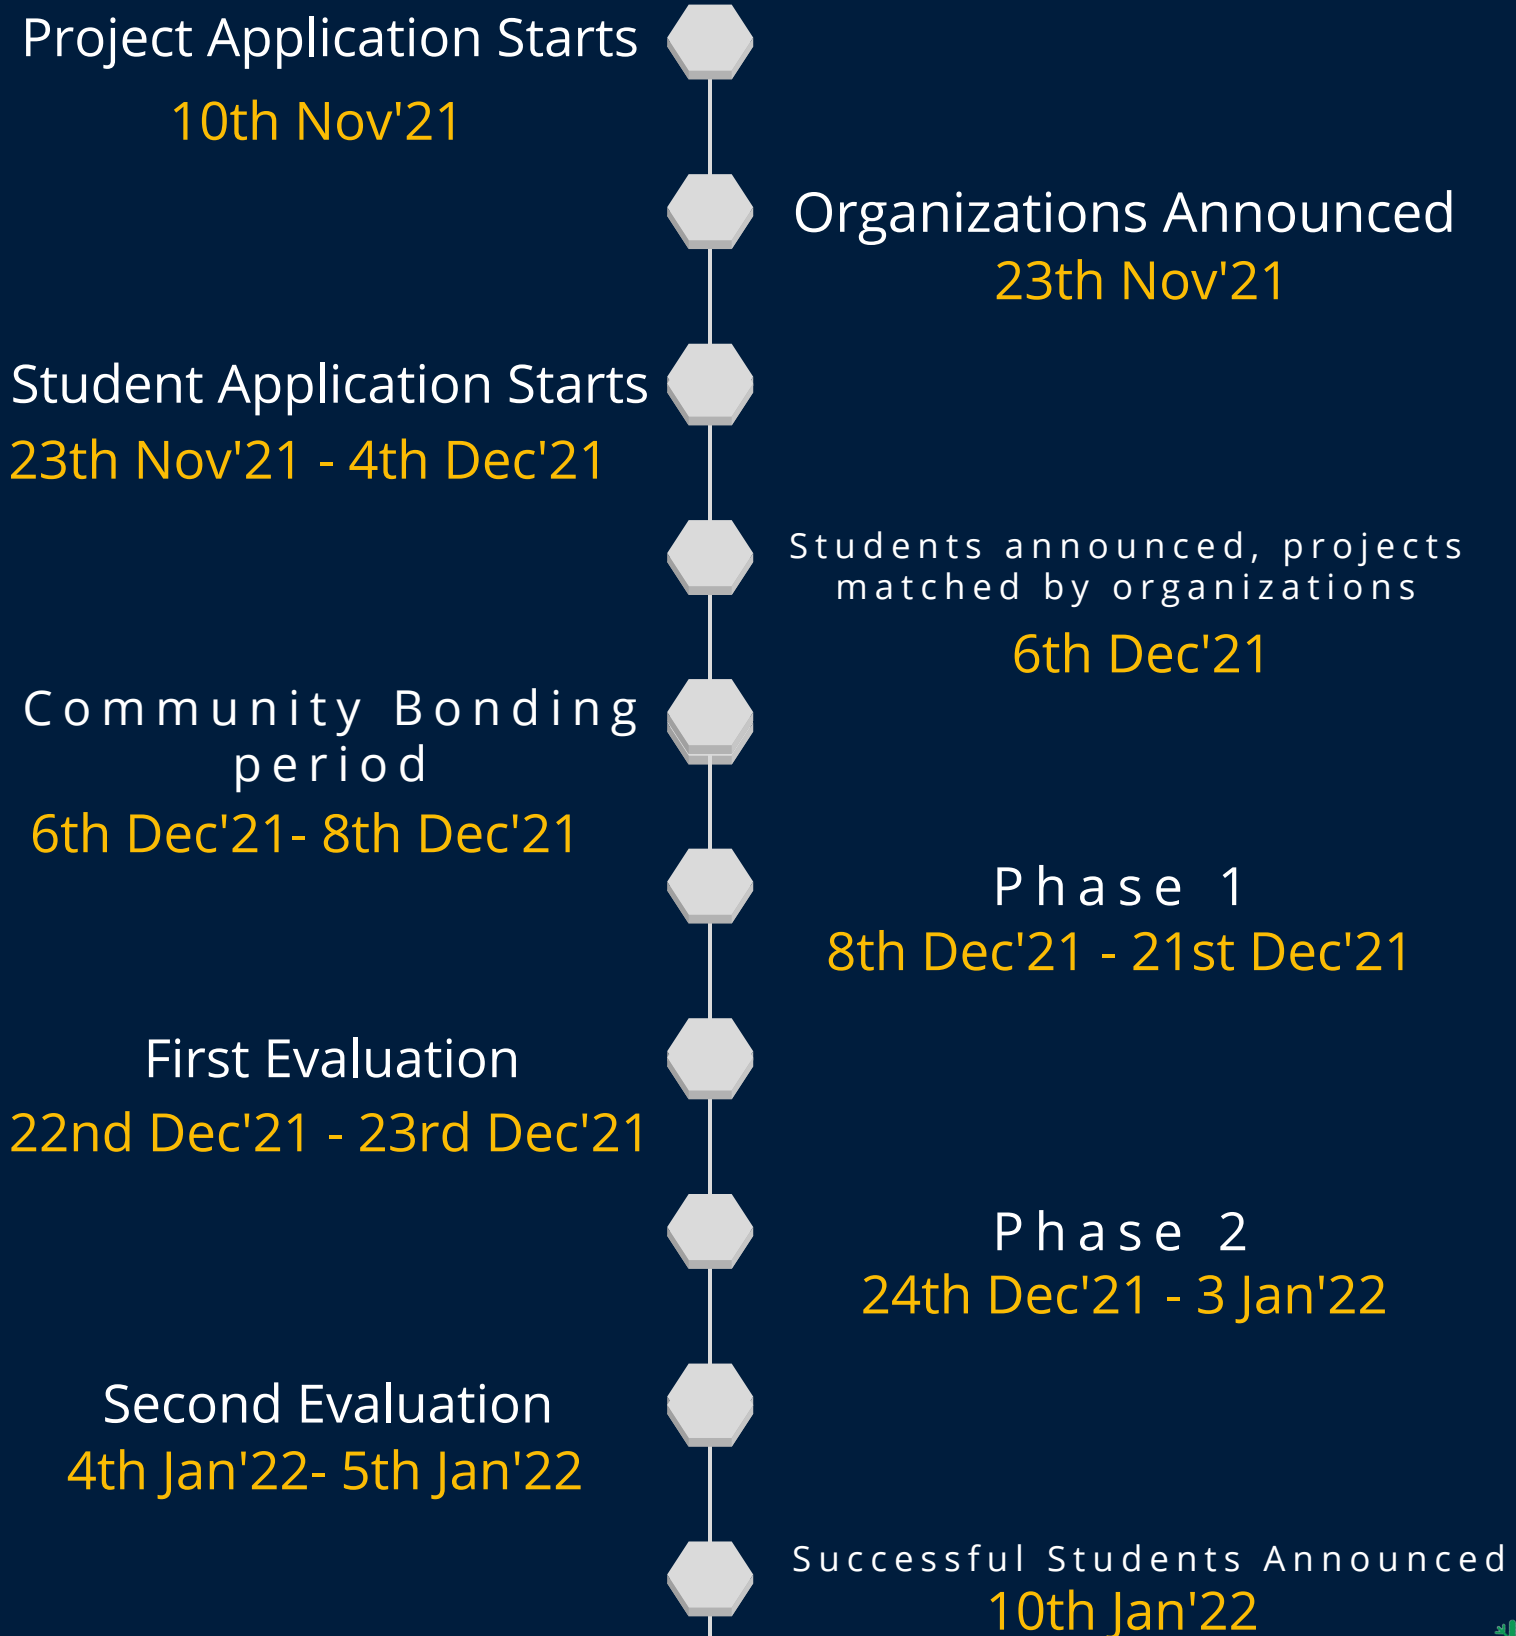 Project Application Starts
10th Nov'21
Organizations Announced
23th Nov'21
Student Application Starts
23th Nov'21 - 4th Dec'21
Students announced, projects
matched by organizations
6th Dec'21
Community Bonding
period
6th Dec'21- 8th Dec'21
Phase 1
8th Dec'21 - 21st Dec'21
First Evaluation
22nd Dec'21 - 23rd Dec'21
Phase 2
24th Dec'21 - 3 Jan'22
Second Evaluation
4th Jan'22- 5th Jan'22
Successful Students Announced
10th Jan'22